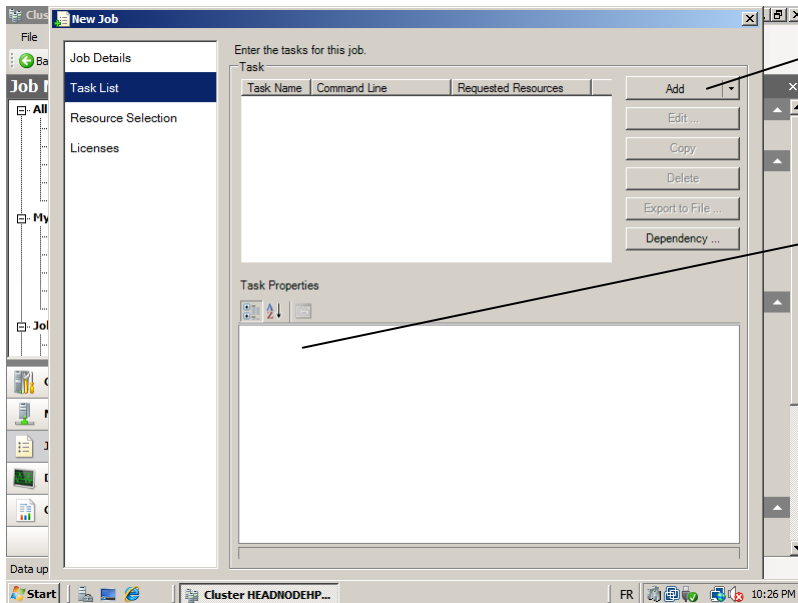 Clus
New Job
File
Ba
Job
All
My
Jo
Job Details
Task List
Resource Selection
Licenses
Enter the tasks for this job.
Task
Task Name Command Line Requested Resources
Add
Edit ...
Copy
Delete
Export to File ...
Dependency ...
Task Properties
A
Z
Data up
Start
Cluster HEADNODEHP...
FR
10:26 PM